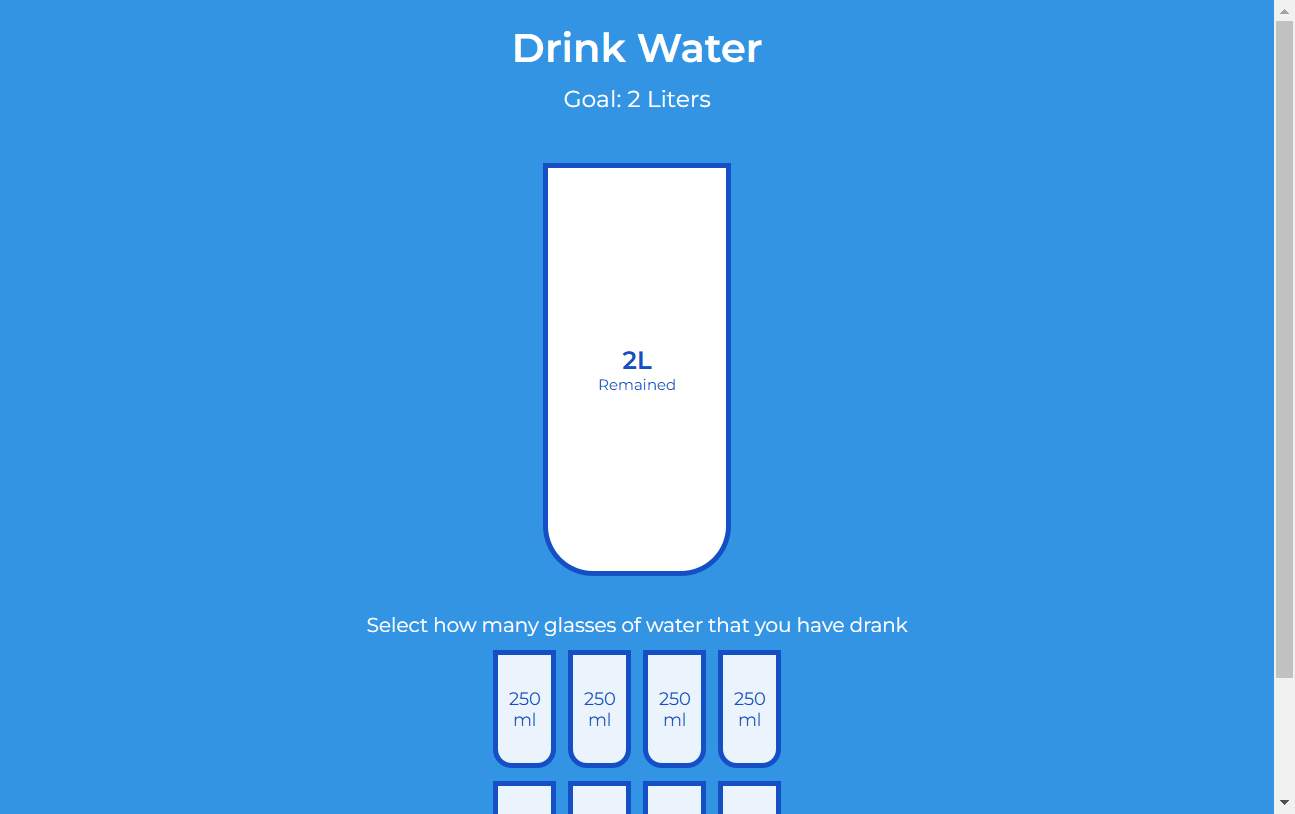 Drink Water
Goal: 2 Liters
2L
Remained
Select how many glasses of water that you have drank
250 250 250 250
ml ml ml ml